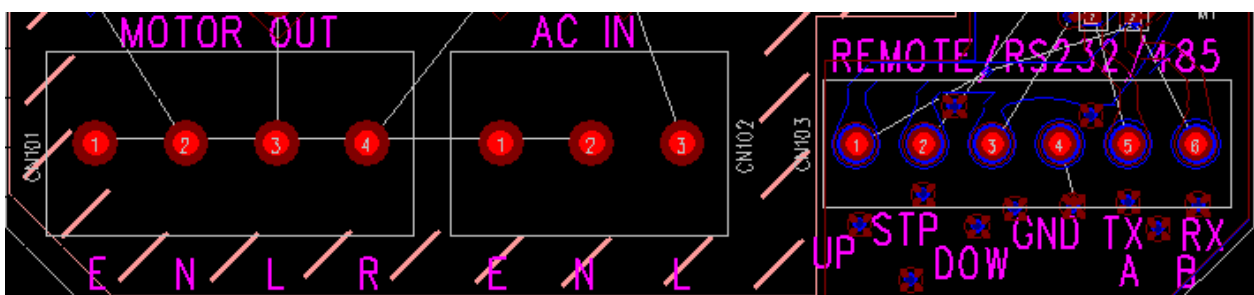 MOTOR OUT
AC IN
REMOTE/RS232/485
CN101
1 2 3 4
1 2 3
CN102
CN103
1 2 3 4 5 6
E N L R
E N L
UP STP DOW GND TX RX
A B